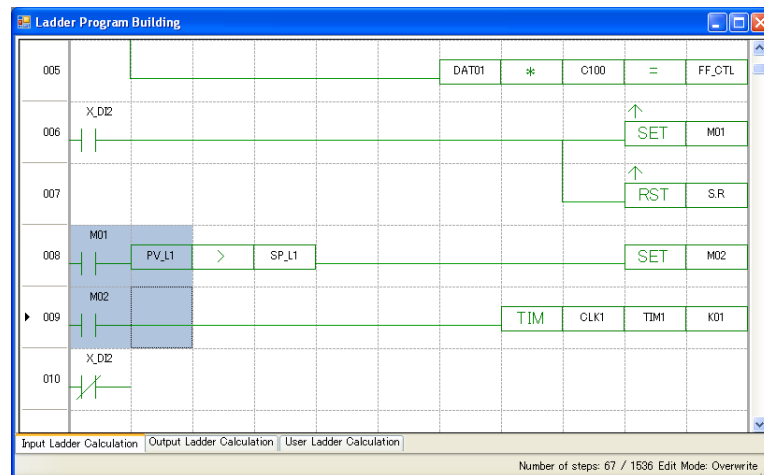 Ladder Program Building
005 DAT01 * C100 = FF_CTL
X_DI2
006 SET M01
007 RST S.R
M01
008 PV_L1 > SP_L1 SET M02
M02
009 TIM CLK1 TIM1 K01
X_DI2
010
Input Ladder Calculation Output Ladder Calculation User Ladder Calculation
Number of steps: 67 / 1536 Edit Mode: Overwrite